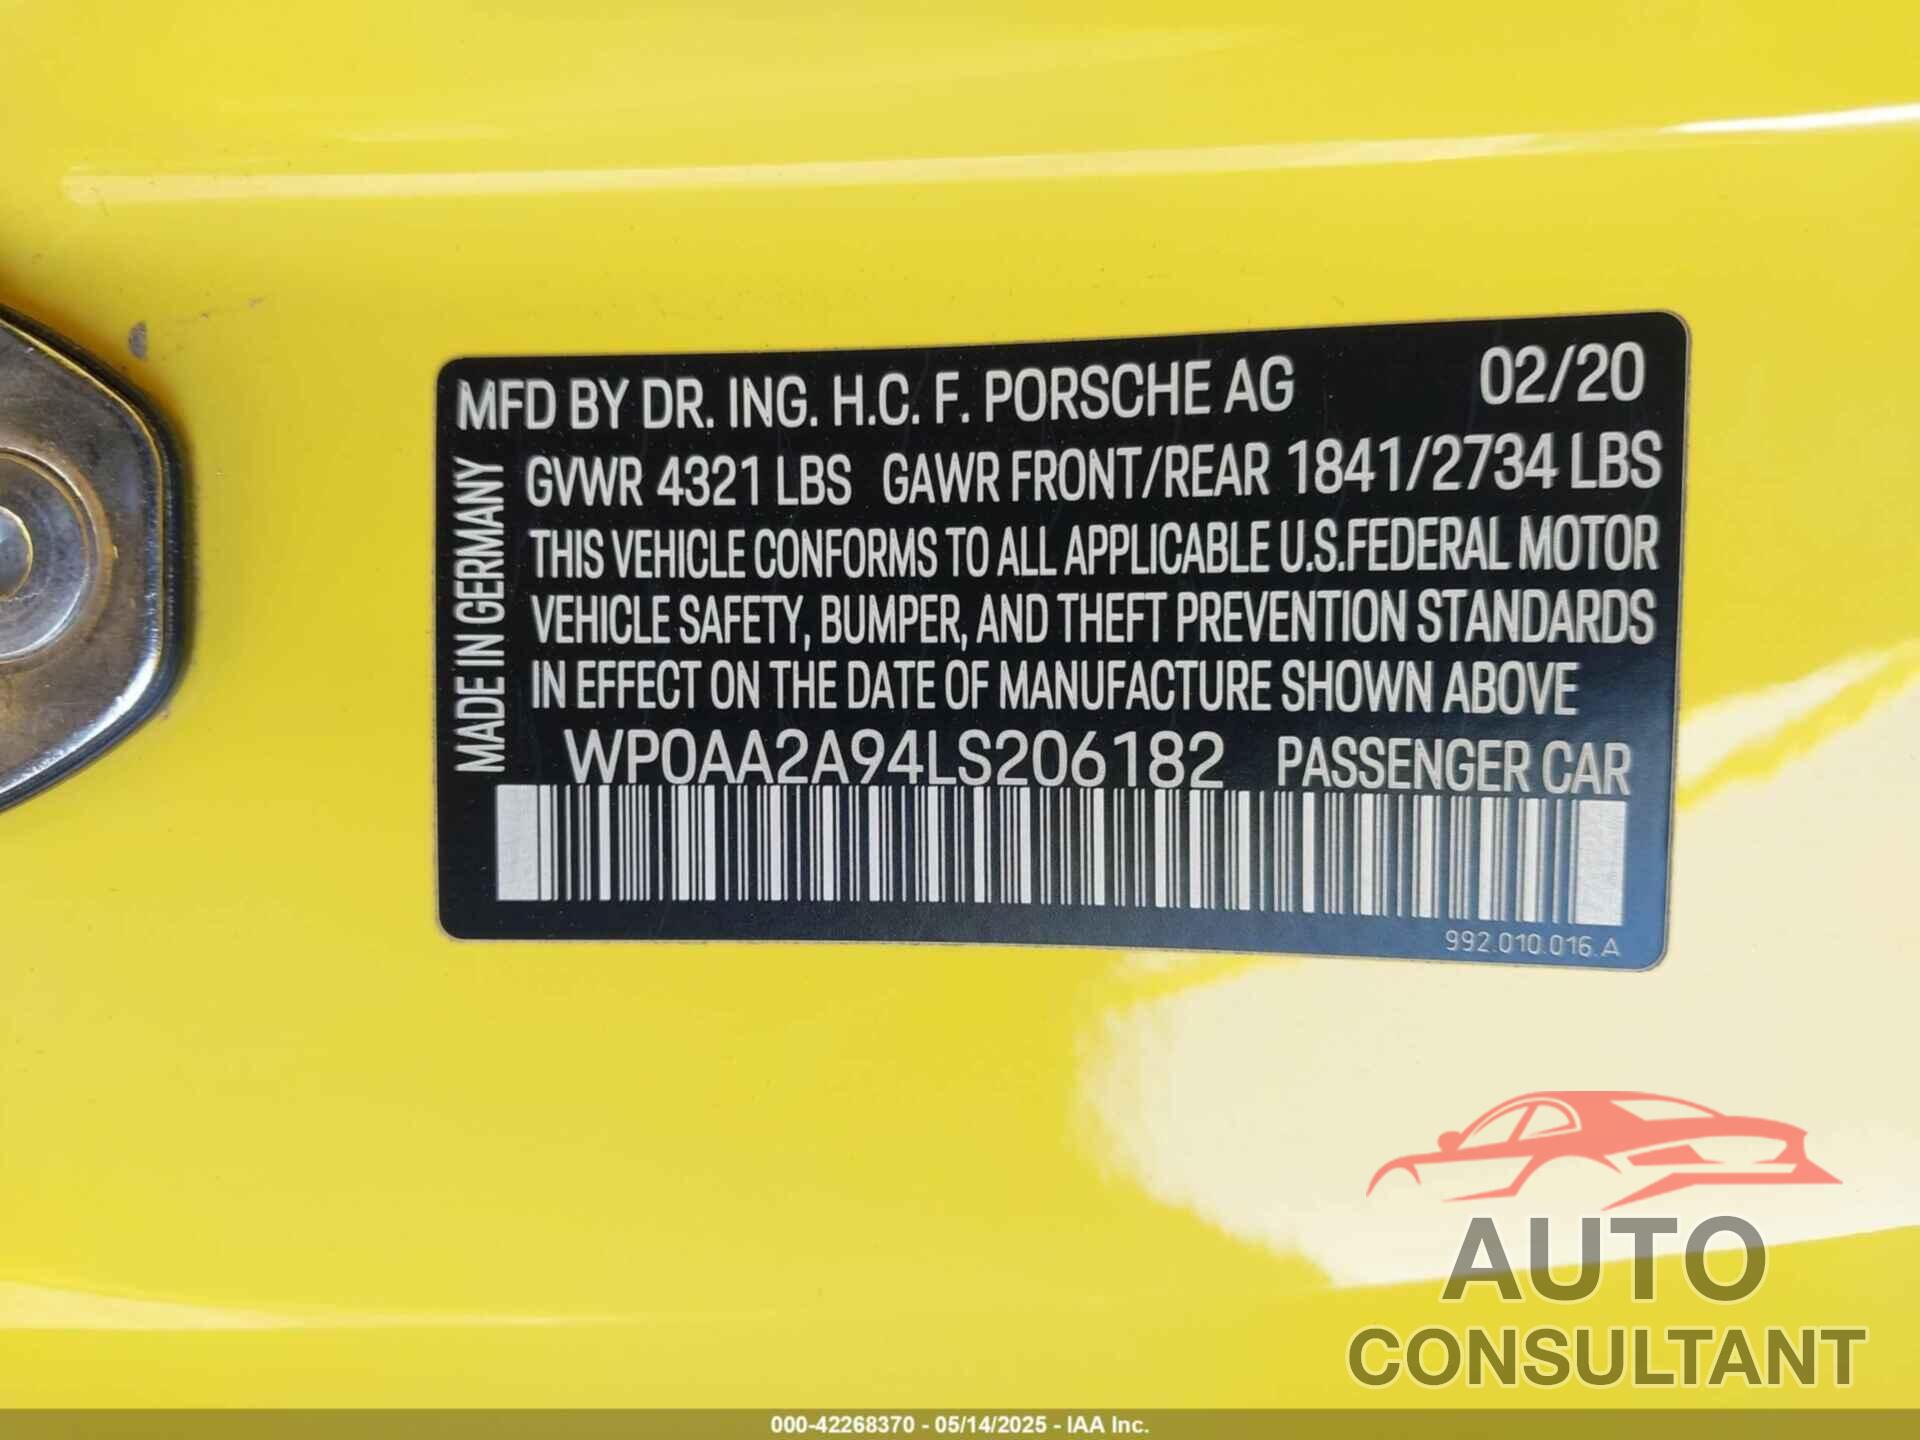 MFD BY DR. ING. H.C. F. PORSCHE AG 02/20
GVWR 4321 LBS GAWR FRONT/REAR 1841/2734 LBS
THIS VEHICLE CONFORMS TO ALL APPLICABLE U.S.FEDERAL MOTOR
VEHICLE SAFETY, BUMPER, AND THEFT PREVENTION STANDARDS
IN EFFECT ON THE DATE OF MANUFACTURE SHOWN ABOVE
WP0AA2A94LS206182 PASSENGER CAR
MADE IN GERMANY
992.010.016.A
AUTO
CONSULTANT
000-42268370 - 05/14/2025 - IAA Inc.